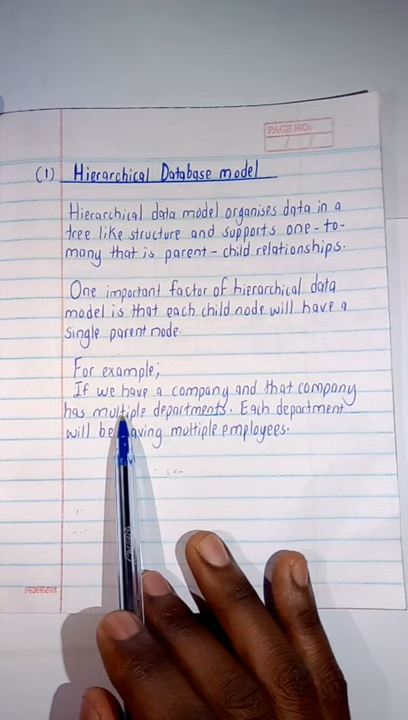 PAGE NO:
(1) Hierarchical Database model
Hierarchical data model organises data in a
tree like structure and supports one-to-
many that is parent-child relationships.
One important factor of hierarchical data
model is that each child node will have a
single parent node.
For example;
If we have a company and that company
has multiple departments. Each department
will be having multiple employees.